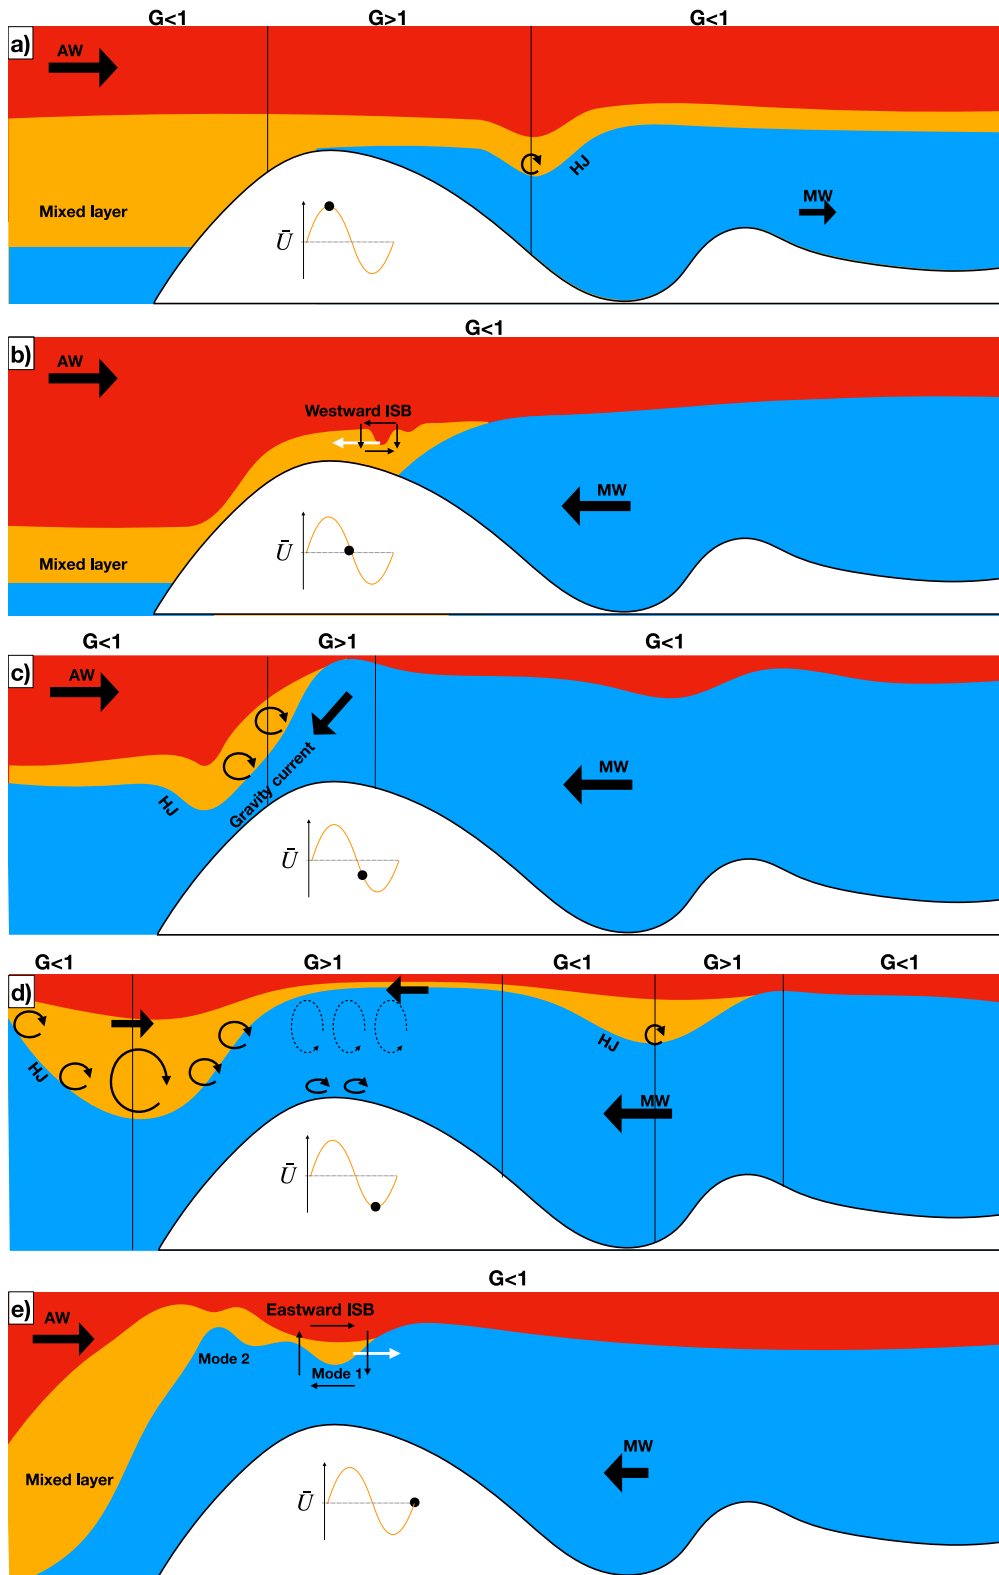 G<1 G>1 G<1
a)
AW
HJ
MW
Mixed layer
Ū
G<1
b)
AW
Westward ISB
MW
Mixed layer
Ū
G<1 G>1 G<1
c)
AW
MW
HJ
Gravity current
Ū
G<1 G>1 G<1 G>1 G<1
d)
HJ
HJ
MW
Ū
G<1
e)
AW
Eastward ISB
Mode 2
Mode 1
MW
Mixed layer
Ū